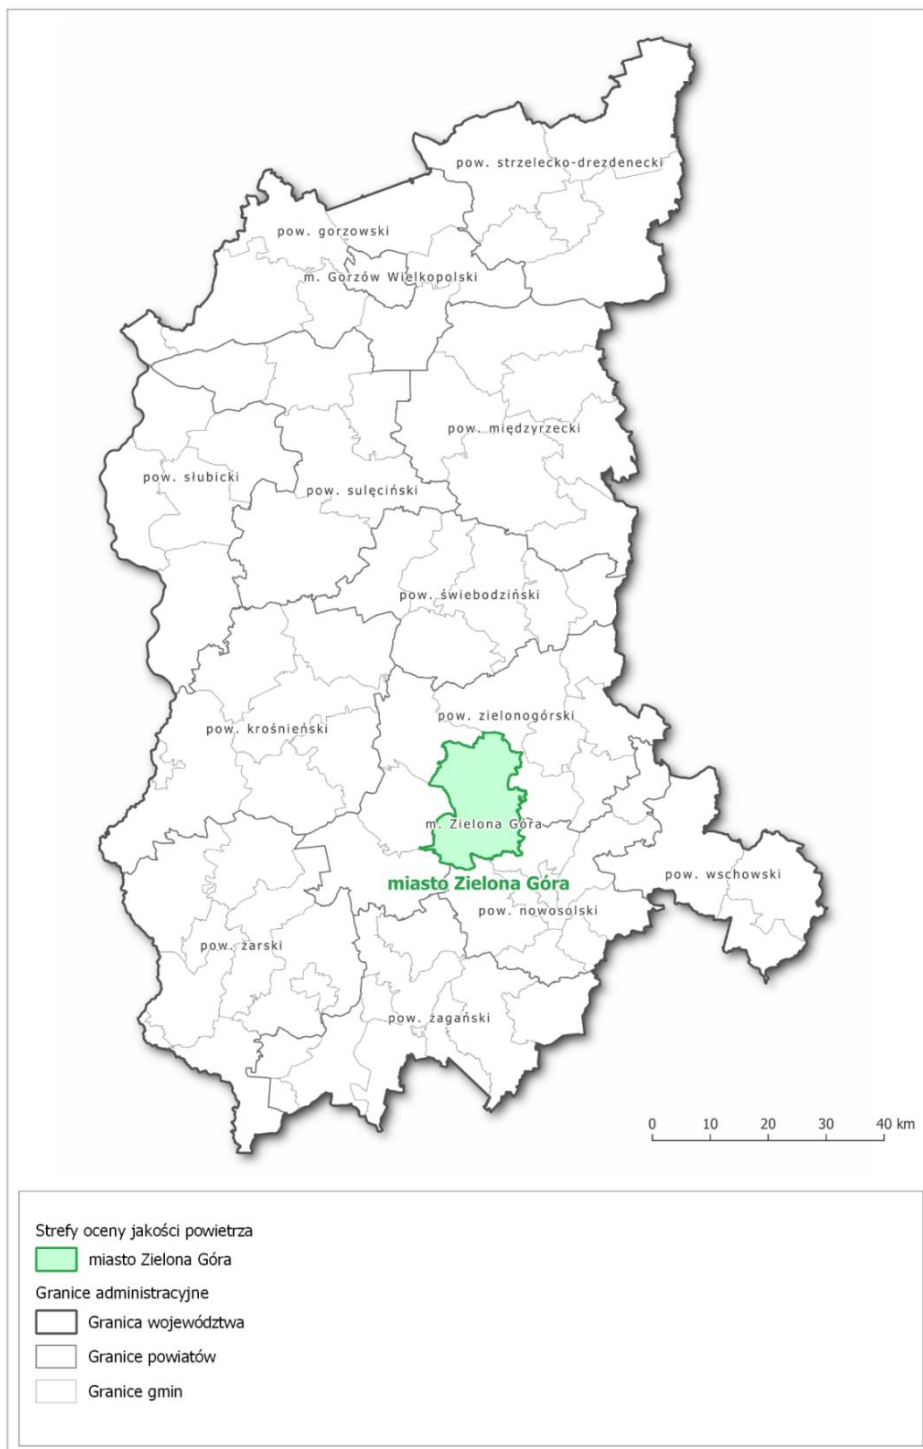 pow. strzelecko-drezdenecki
pow. gorzowski
m. Gorzów Wielkopolski
pow. międzyrzecki
pow. słubicki
pow. sulęciński
pow. świebodziński
pow. zielonogórski
pow. krośnieński
m. Zielona Góra
pow. wschowski
miasto Zielona Góra
pow. nowosolski
pow. żarski
pow. żagański
0 10 20 30 40 km
Strefy oceny jakości powietrza
miasto Zielona Góra
Granice administracyjne
Granica województwa
Granice powiatów
Granice gmin